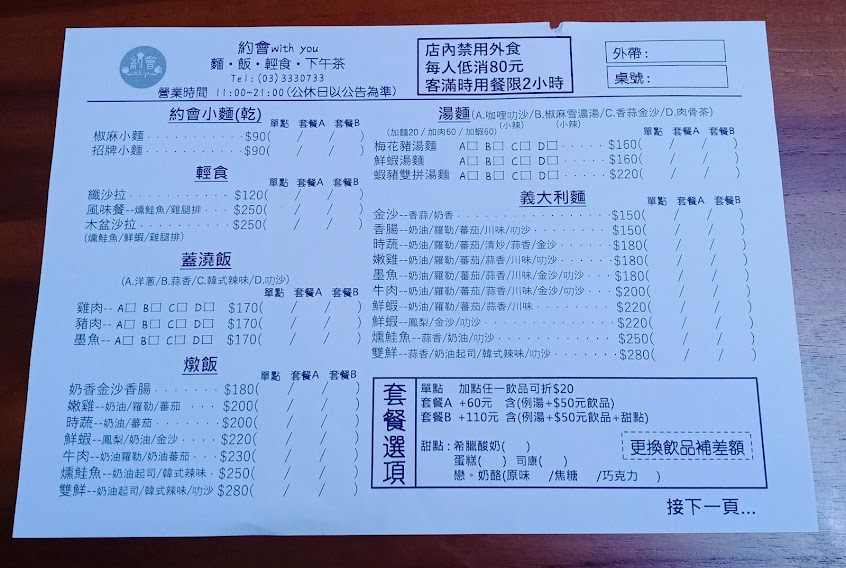 約會
約會with you
麵・飯・輕食・下午茶
Tel:(03)3330733
營業時間 11:00~21:00(公休日以公告為準)
店內禁用外食
每人低消80元
客滿時用餐限2小時
外帶:
桌號:
約會小麵(乾) 單點 套餐A 套餐B
椒麻小麵············$90( / / )
招牌小麵············$90( / / )
輕食 單點 套餐A 套餐B
纖沙拉············$120( / / )
風味餐--燻鮭魚/雞腿排···$250( / / )
木盆沙拉···········$250( / / )
(燻鮭魚/鮮蝦/雞腿排)
蓋澆飯
(A.洋蔥/B.蒜香/C.韓式辣味/D.叻沙)
單點 套餐A 套餐B
雞肉-- A□ B□ C□ D□ $170( / / )
豬肉-- A□ B□ C□ D□ $170( / / )
墨魚-- A□ B□ C□ D□ $170( / / )
燉飯 單點 套餐A 套餐B
奶香金沙香腸········$180( / / )
嫩雞--奶油/羅勒/蕃茄 ···$200( / / )
時蔬--奶油/蕃茄·······$200( / / )
鮮蝦--鳳梨/奶油/金沙····$220( / / )
牛肉--奶油羅勒/奶油蕃茄···$230( / / )
燻鮭魚--奶油起司/韓式辣味·$250( / / )
雙鮮--奶油起司/韓式辣味/叻沙 $280( / / )
湯麵(A.咖哩叻沙/B.椒麻雪濃湯/C.香蒜金沙/D.肉骨茶)
(小辣) (小辣)
(加麵20 / 加肉60 / 加蝦60) 單點 套餐A 套餐B
梅花豬湯麵 A□ B□ C□ D□·····$160( / / )
鮮蝦湯麵 A□ B□ C□ D□·····$160( / / )
蝦豬雙拼湯麵 A□ B□ C□ D□·····$220( / / )
義大利麵 單點 套餐A 套餐B
金沙--香蒜/奶香··············$150( / / )
香腸--奶油/羅勒/蕃茄/川味/叻沙·····$150( / / )
時蔬--奶油/羅勒/蕃茄/清炒/蒜香/金沙···$180( / / )
嫩雞--奶油/羅勒/蕃茄/蒜香/川味/叻沙···$180( / / )
墨魚--奶油/羅勒/蕃茄/蒜香/川味/金沙/叻沙·$180( / / )
牛肉--奶油/羅勒/蕃茄/蒜香/川味/金沙/叻沙·$200( / / )
鮮蝦--奶油/羅勒/蕃茄/蒜香/川味······$220( / / )
鮮蝦--鳳梨/金沙/叻沙···········$220( / / )
燻鮭魚--蒜香/奶油/叻沙·········$250( / / )
雙鮮--蒜香/奶油起司/韓式辣味/叻沙····$280( / / )
套餐選項
單點 加點任一飲品可折$20
套餐A +60元 含(例湯+$50元飲品)
套餐B +110元 含(例湯+$50元飲品+甜點)
甜點:希臘酸奶( )
蛋糕( ) 司康( )
戀。奶酪(原味 /焦糖 /巧克力 )
更換飲品補差額
接下一頁...